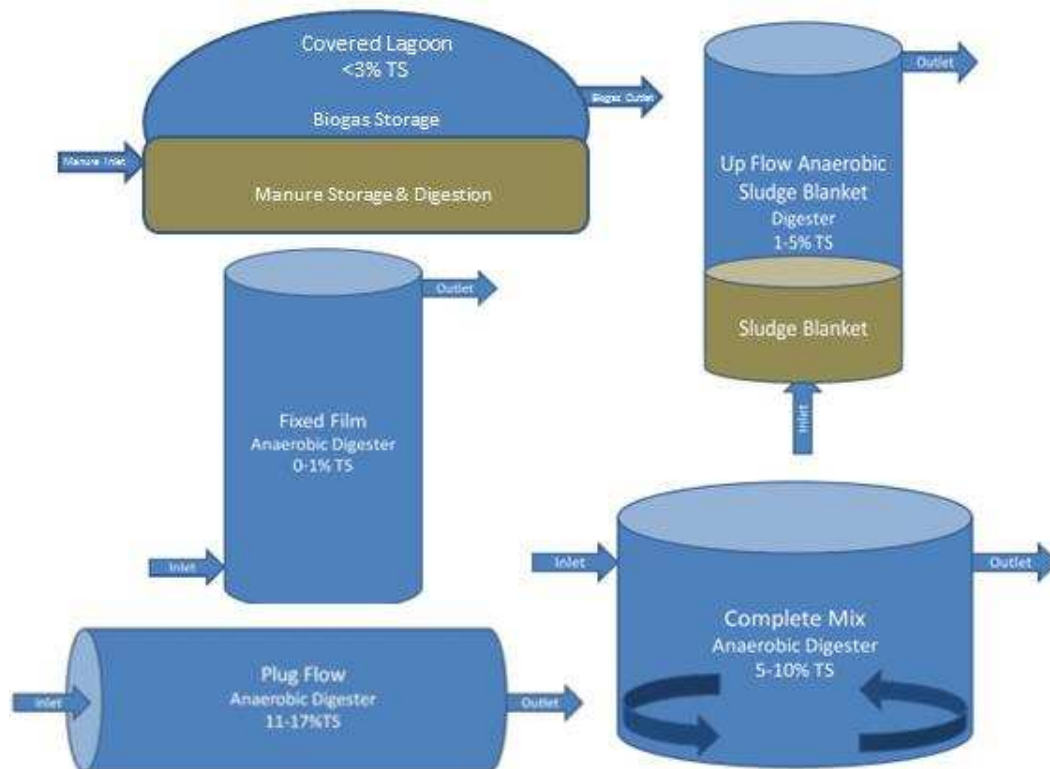 Covered Lagoon
<3% TS
Biogas Storage
Biogas Outlet
Manure Inlet
Manure Storage & Digestion
Outlet
Up Flow Anaerobic
Sludge Blanket
Digester
1-5% TS
Sludge Blanket
Inlet
Outlet
Fixed Film
Anaerobic Digester
0-1% TS
Inlet
Inlet
Outlet
Complete Mix
Anaerobic Digester
5-10% TS
Inlet
Plug Flow
Anaerobic Digester
11-17%TS
Outlet